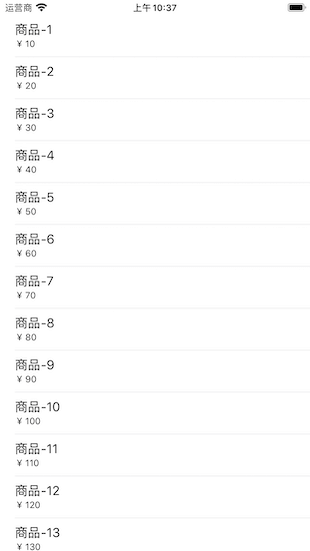 运营商 上午 10:37
商品-1
¥ 10
商品-2
¥ 20
商品-3
¥ 30
商品-4
¥ 40
商品-5
¥ 50
商品-6
¥ 60
商品-7
¥ 70
商品-8
¥ 80
商品-9
¥ 90
商品-10
¥ 100
商品-11
¥ 110
商品-12
¥ 120
商品-13
¥ 130